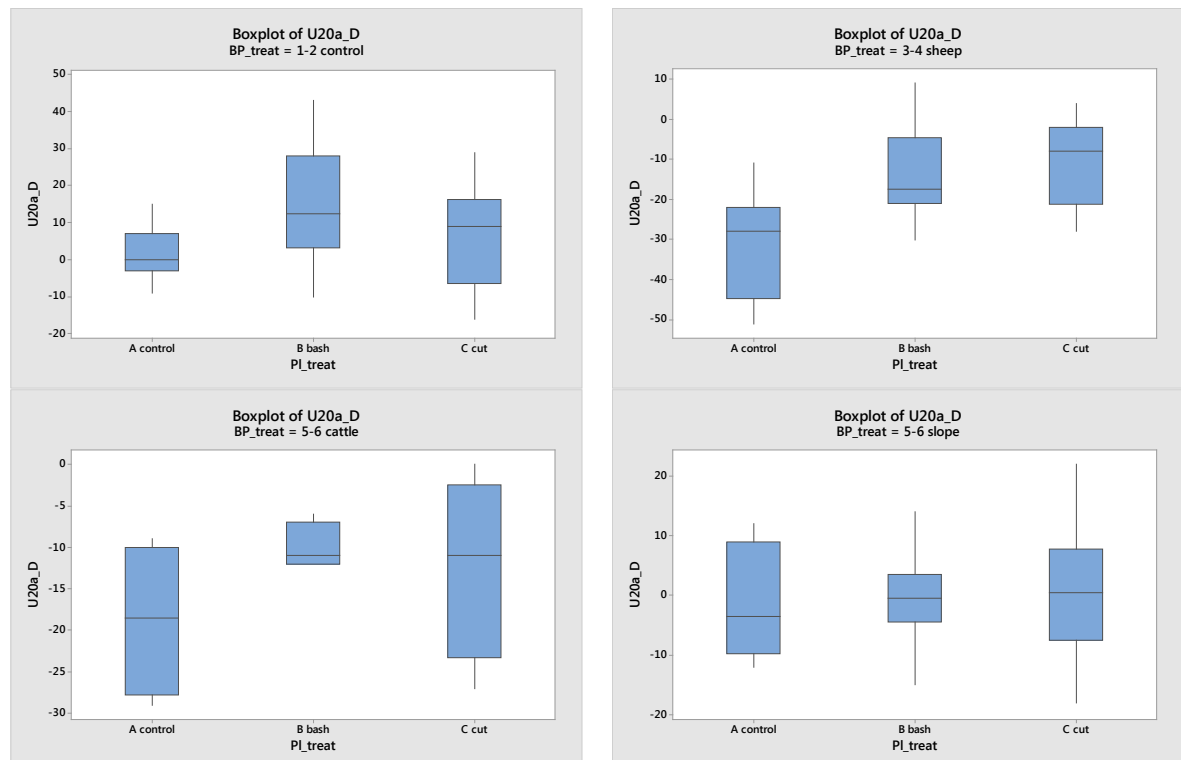 Boxplot of U20a_D
BP_treat = 1-2 control
50
40
30
20
10
0
-10
-20
U20a_D
A control B bash C cut
Pl_treat
Boxplot of U20a_D
BP_treat = 3-4 sheep
10
0
-10
-20
-30
-40
-50
U20a_D
A control B bash C cut
Pl_treat
Boxplot of U20a_D
BP_treat = 5-6 cattle
0
-5
-10
-15
-20
-25
-30
U20a_D
A control B bash C cut
Pl_treat
Boxplot of U20a_D
BP_treat = 5-6 slope
20
10
0
-10
-20
U20a_D
A control B bash C cut
Pl_treat